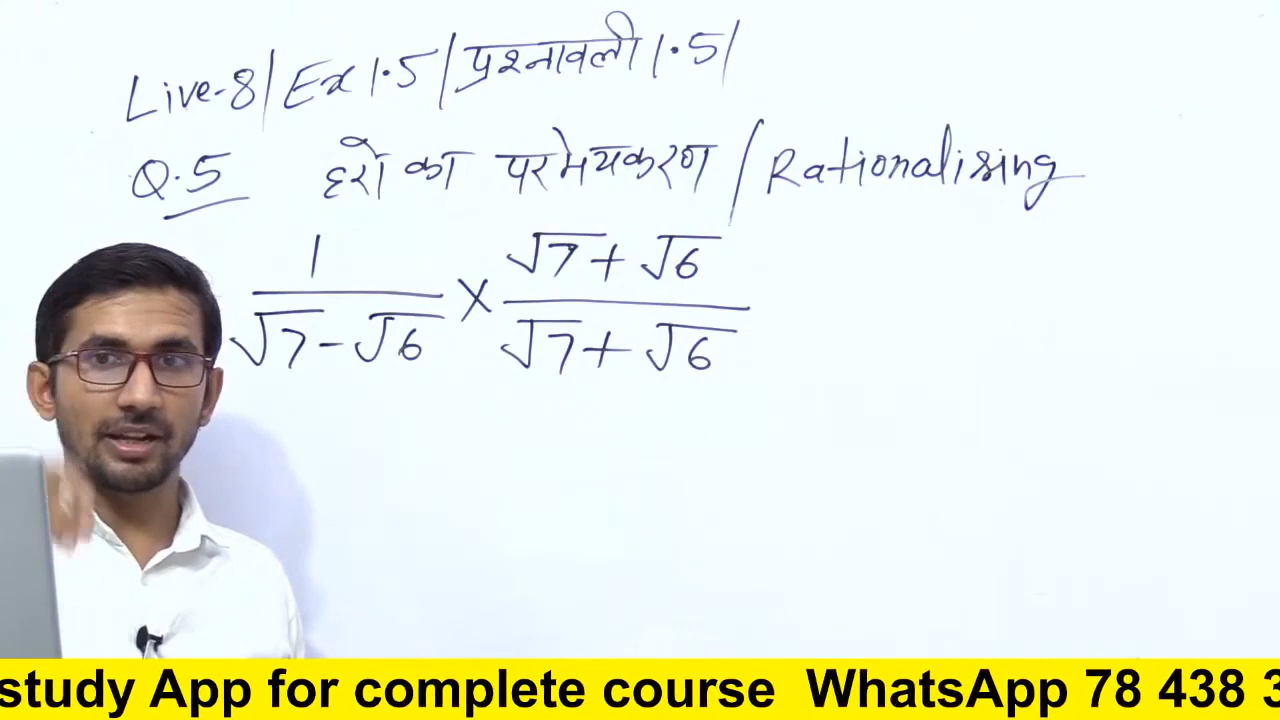 Live-8/ Ex 1.5/ प्रश्नावली 1.5/
Q.5 हरों का परिमेयकरण / Rationalising
1 / √7-√6 × √7+√6 / √7+√6
study App for complete course WhatsApp 78 438 3